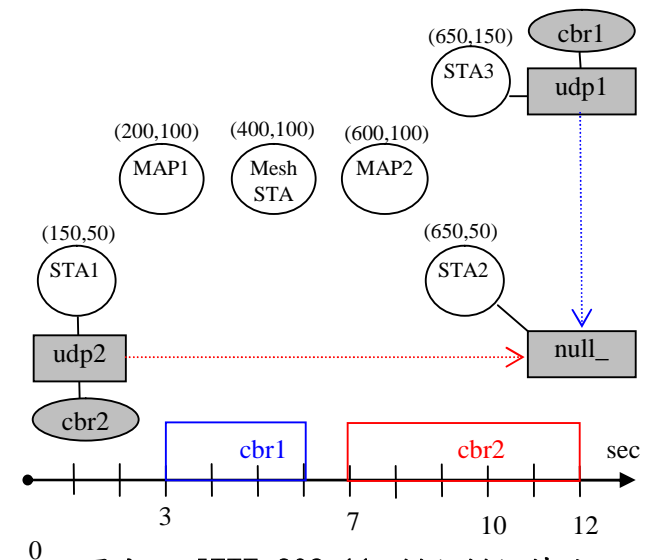 (650,150)
cbr1
STA3
udp1
(200,100)
(400,100)
(600,100)
MAP1
Mesh
STA
MAP2
(150,50)
(650,50)
STA1
STA2
udp2
null_
cbr2
cbr1
cbr2
sec
3
7
10
12
0